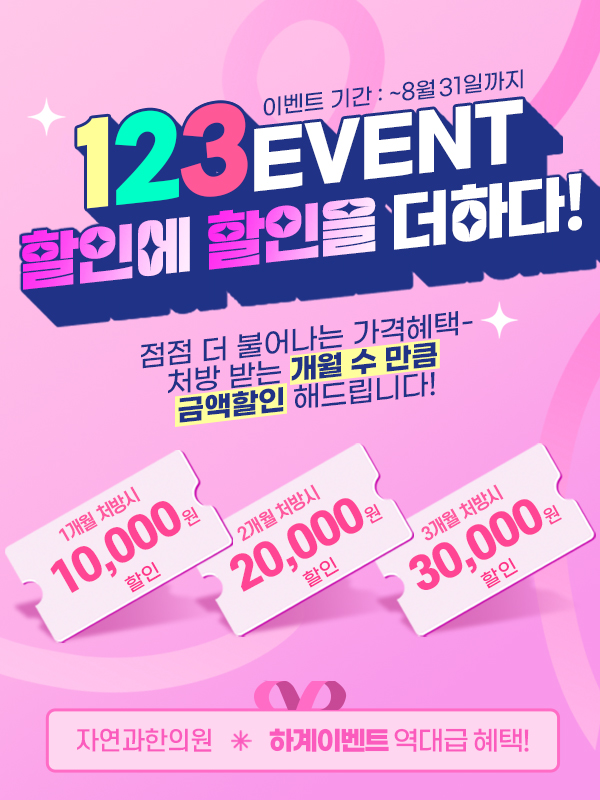 이벤트 기간 : ~8월 31일까지
123EVENT
할인에 할인을 더하다!
점점 더 불어나는 가격혜택-
처방 받는 개월 수 만큼
금액할인 해드립니다!
1개월 처방시
10,000원
할인
2개월 처방시
20,000원
할인
3개월 처방시
30,000원
할인
자연과한의원 ✳ 하계이벤트 역대급 혜택!